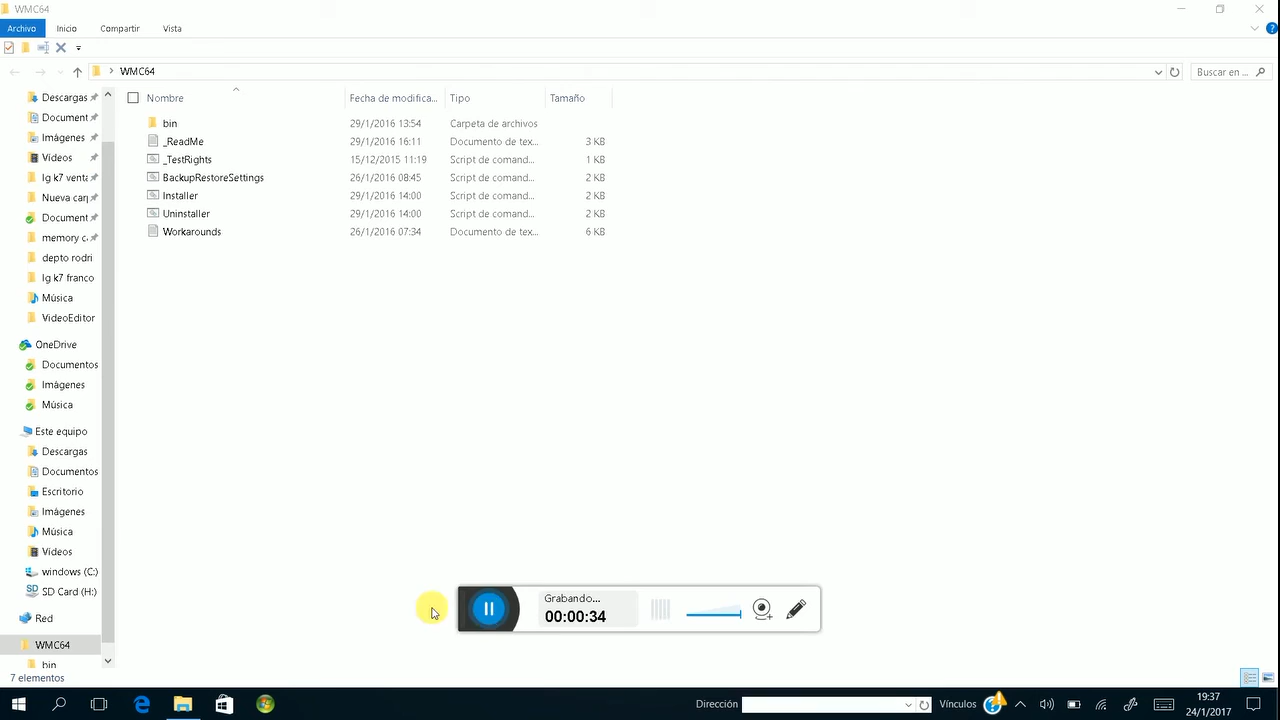 WMC64
Archivo Inicio Compartir Vista
WMC64
Buscar en ...
Nombre Fecha de modifica... Tipo Tamaño
bin 29/1/2016 13:54 Carpeta de archivos
_ReadMe 29/1/2016 16:11 Documento de tex... 3 KB
_TestRights 15/12/2015 11:19 Script de comand... 1 KB
BackupRestoreSettings 26/1/2016 08:45 Script de comand... 2 KB
Installer 29/1/2016 14:00 Script de comand... 2 KB
Uninstaller 29/1/2016 14:00 Script de comand... 2 KB
Workarounds 26/1/2016 07:34 Documento de tex... 6 KB
Descargas
Document
Imágenes
Vídeos
lg k7 venta
Nueva carp
Document
memory c
depto rodri
lg k7 franco
Música
VideoEditor
OneDrive
Documentos
Imágenes
Música
Este equipo
Descargas
Documentos
Escritorio
Imágenes
Música
Vídeos
windows (C:)
SD Card (H:)
Red
WMC64
bin
7 elementos
Grabando...
00:00:34
Dirección
Vínculos
19:37
24/1/2017